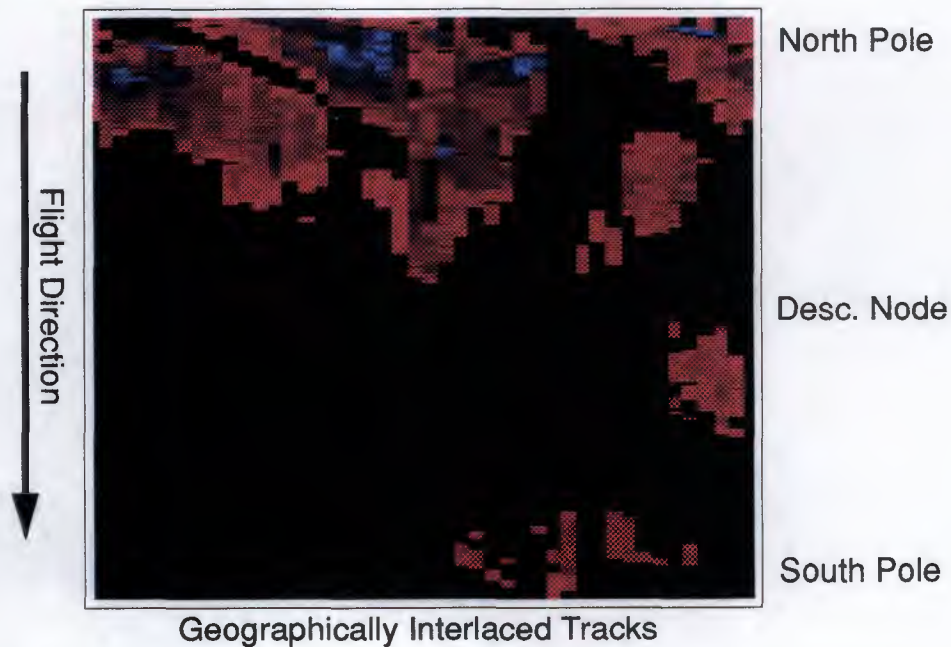 North Pole
Flight Direction
Desc. Node
South Pole
Geographically Interlaced Tracks